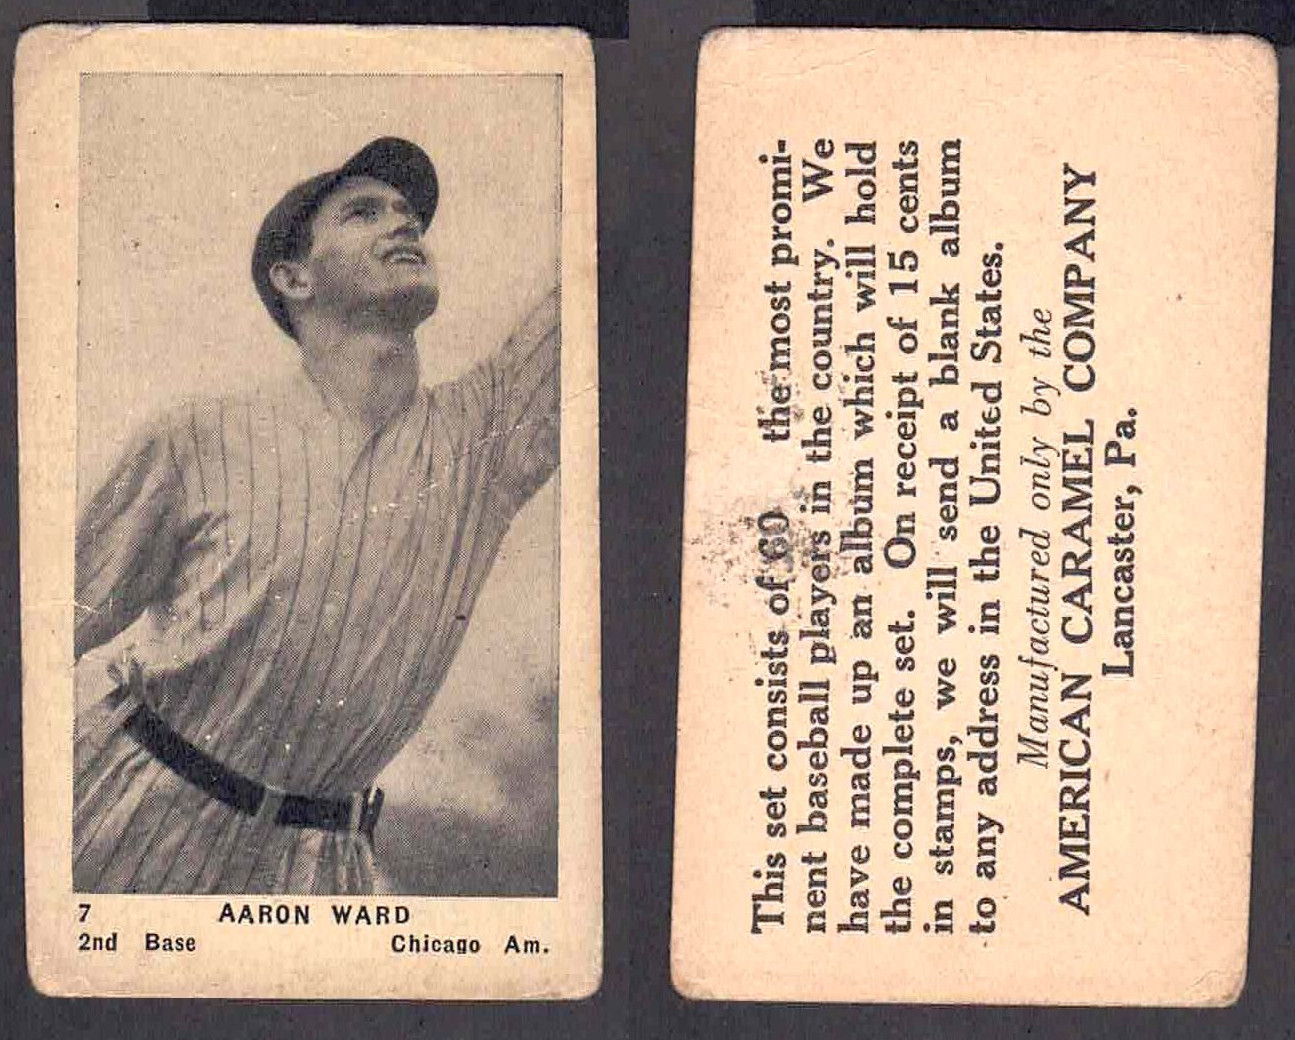 7 AARON WARD
2nd Base Chicago Am.
This set consists of 60 the most promi-
nent baseball players in the country. We
have made up an album which will hold
the complete set. On receipt of 15 cents
in stamps, we will send a blank album
to any address in the United States.
Manufactured only by the
AMERICAN CARAMEL COMPANY
Lancaster, Pa.